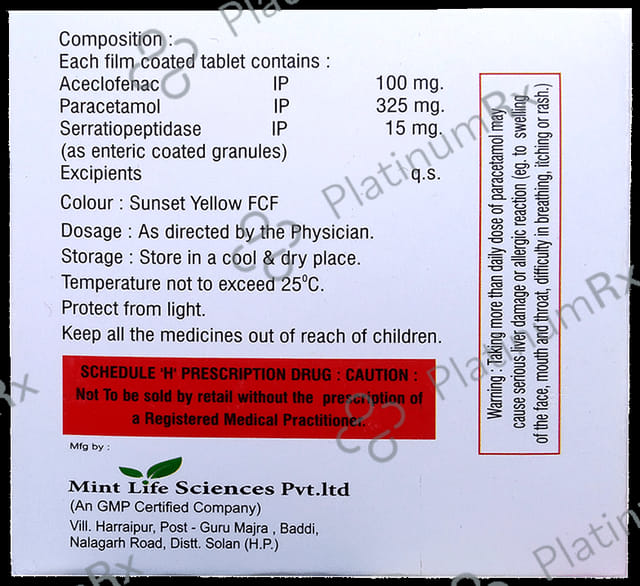 Composition :
Each film coated tablet contains :
Aceclofenac IP 100 mg.
Paracetamol IP 325 mg.
Serratiopeptidase IP 15 mg.
(as enteric coated granules)
Excipients q.s.
Colour : Sunset Yellow FCF
Dosage : As directed by the Physician.
Storage : Store in a cool & dry place.
Temperature not to exceed 25⁰C.
Protect from light.
Keep all the medicines out of reach of children.
SCHEDULE 'H' PRESCRIPTION DRUG : CAUTION :
Not To be sold by retail without the prescription of
a Registered Medical Practitioner.
Mfg by :
Mint Life Sciences Pvt.ltd
(An GMP Certified Company)
Vill. Harraipur, Post - Guru Majra , Baddi,
Nalagarh Road, Distt. Solan (H.P.)
Warning : Taking more than daily dose of paracetamol may
cause serious liver damage or allergic reaction (eg. to swelling
of the face, mouth and throat, difficulty in breathing, itching or rash.)
PlatinumRx
PlatinumRx
PlatinumRx
Platinum
Rx
Rx